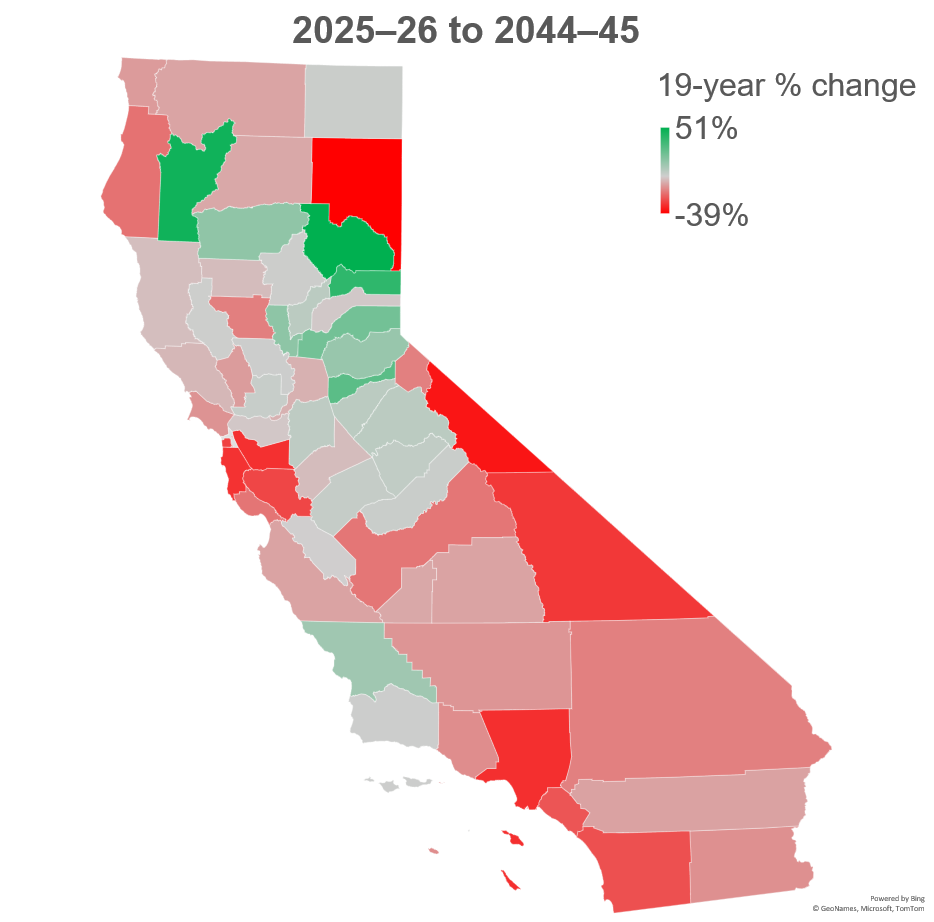 2025–26 to 2044–45
19-year % change
51%
-39%
Powered by Bing
© GeoNames, Microsoft, TomTom